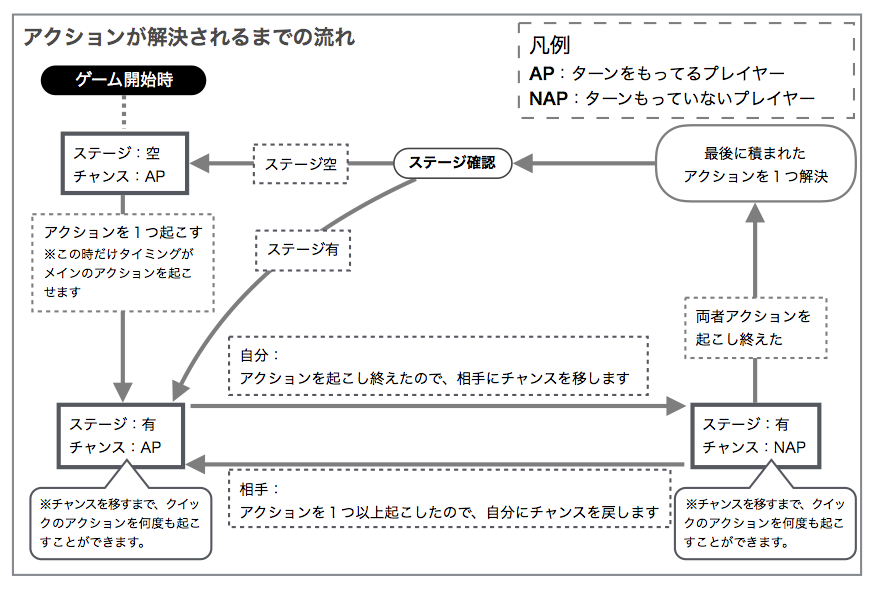 アクションが解決されるまでの流れ
凡例
AP：ターンをもってるプレイヤー
NAP：ターンもっていないプレイヤー
ゲーム開始時
ステージ：空
チャンス：AP
ステージ空
ステージ確認
最後に積まれた
アクションを１つ解決
アクションを１つ起こす
※この時だけタイミングが
メインのアクションを起こ
せます
ステージ有
両者アクションを
起こし終えた
自分：
アクションを起こし終えたので、相手にチャンスを移します
ステージ：有
チャンス：AP
ステージ：有
チャンス：NAP
相手：
アクションを１つ以上起こしたので、自分にチャンスを戻します
※チャンスを移すまで、クイッ
クのアクションを何度も起こ
すことができます。
※チャンスを移すまで、クイッ
クのアクションを何度も起こ
すことができます。